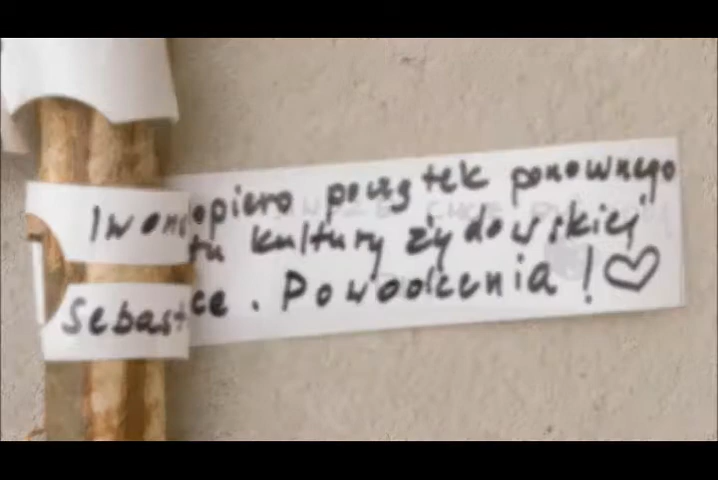 Iwon
Sebast
opiero początek ponownego
tu kultury żydowskiej
ce. Powodzenia! ♡